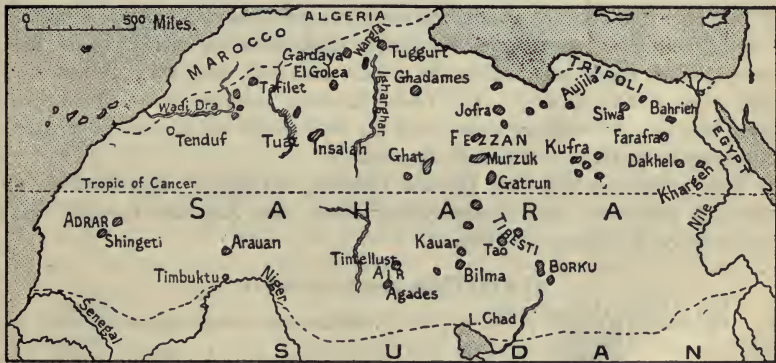 0 500 Miles.
ALGERIA
MAROCCO
Gardaya
Wargla
Tuggurt
El Golea
Ghadames
TRIPOLI
Tafilet
Igharghar
Aujila
Jofra
Siwa
Bahrieh
Wadi Dra
Tenduf
Tuat
Insalah
FEZZAN
Farafra
EGYPT
Ghat
Murzuk
Kufra
Dakhel
Gatrun
Khargeh
Tropic of Cancer
SAHARA
Nile
ADRAR
Shingeti
Arauan
Kauar
TIBESTI
Tao
Timbuktu
Tintellust
AIR
Bilma
BORKU
Agades
Niger
Senegal
L. Chad
SUDAN